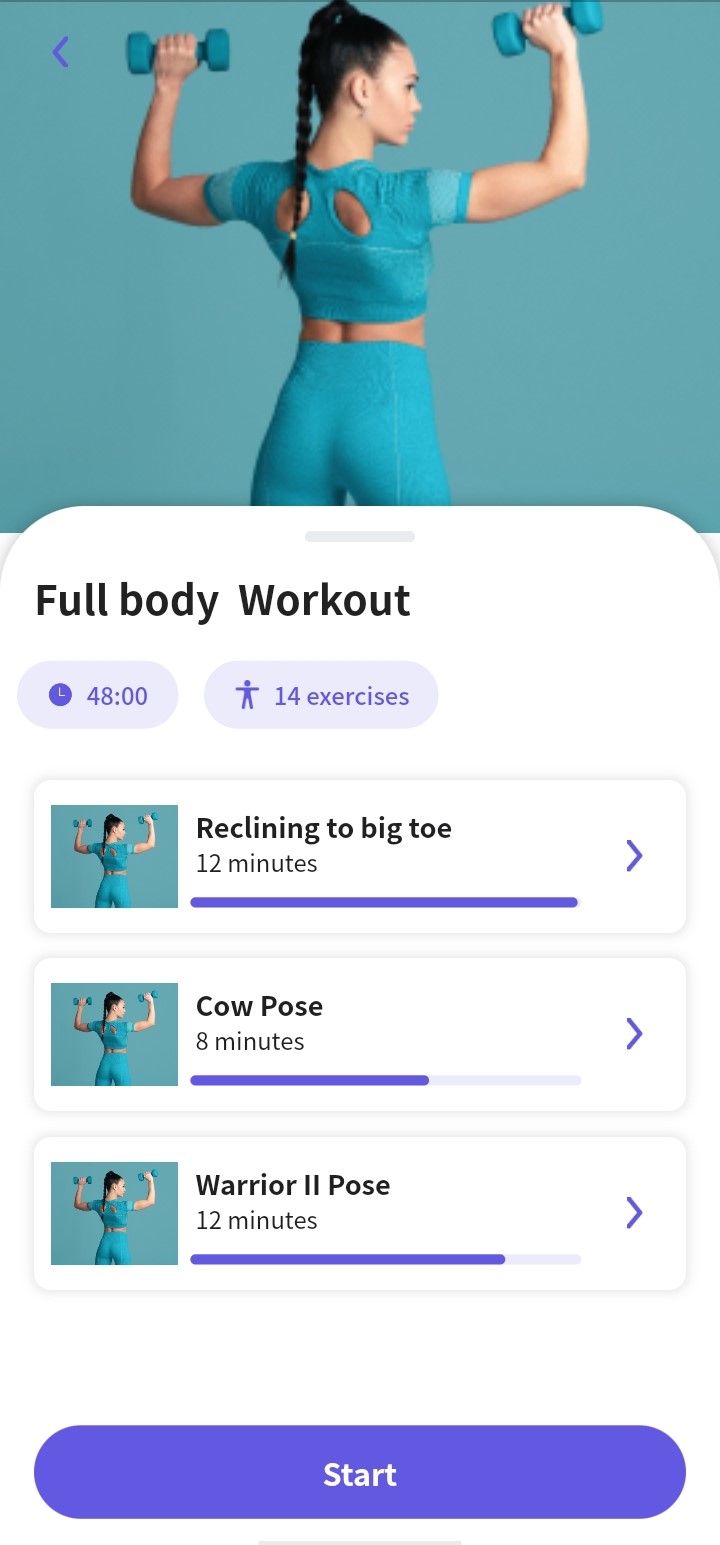 Full body  Workout
48:00
14 exercises
Reclining to big toe
12 minutes
Cow Pose
8 minutes
Warrior II Pose
12 minutes
Start